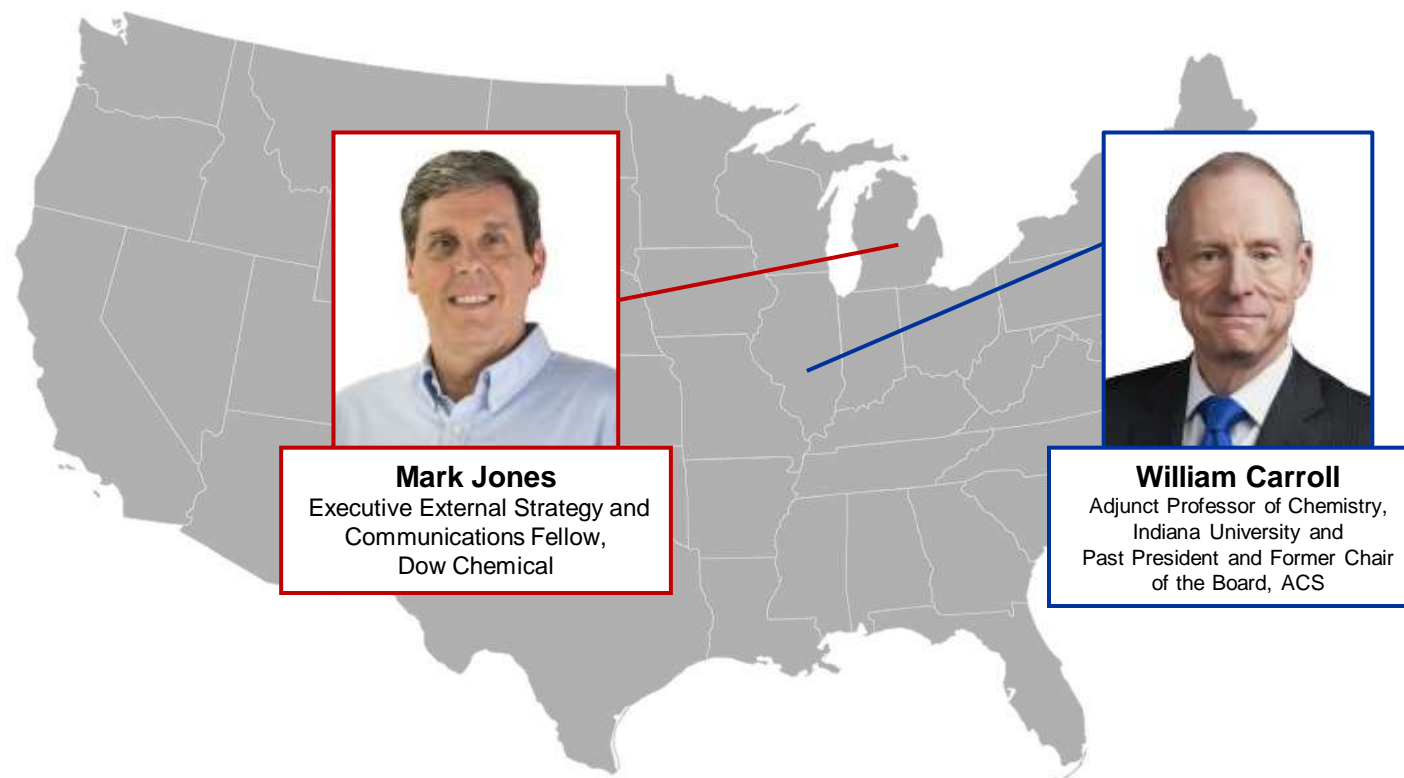 Mark Jones
Executive External Strategy and
Communications Fellow,
Dow Chemical
William Carroll
Adjunct Professor of Chemistry,
Indiana University and
Past President and Former Chair
of the Board, ACS